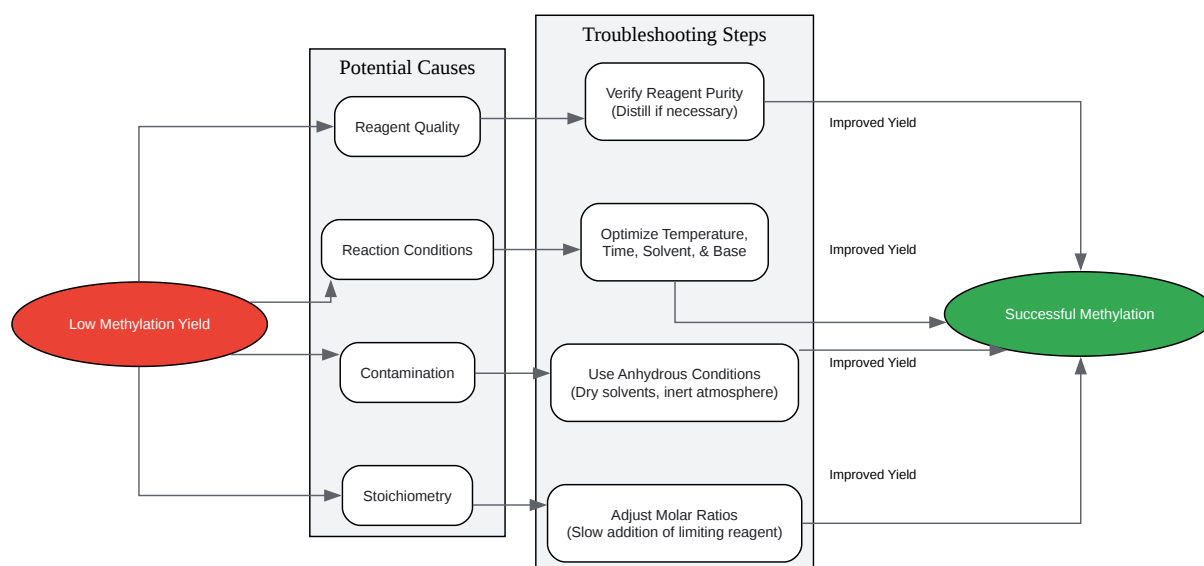 Troubleshooting Steps
Potential Causes
Verify Reagent Purity
(Distill if necessary)
Improved Yield
Reagent Quality
Optimize Temperature,
Time, Solvent, & Base
Improved Yield
Reaction Conditions
Low Methylation Yield
Successful Methylation
Contamination
Use Anhydrous Conditions
(Dry solvents, inert atmosphere)
Improved Yield
Stoichiometry
Adjust Molar Ratios
(Slow addition of limiting reagent)
Improved Yield